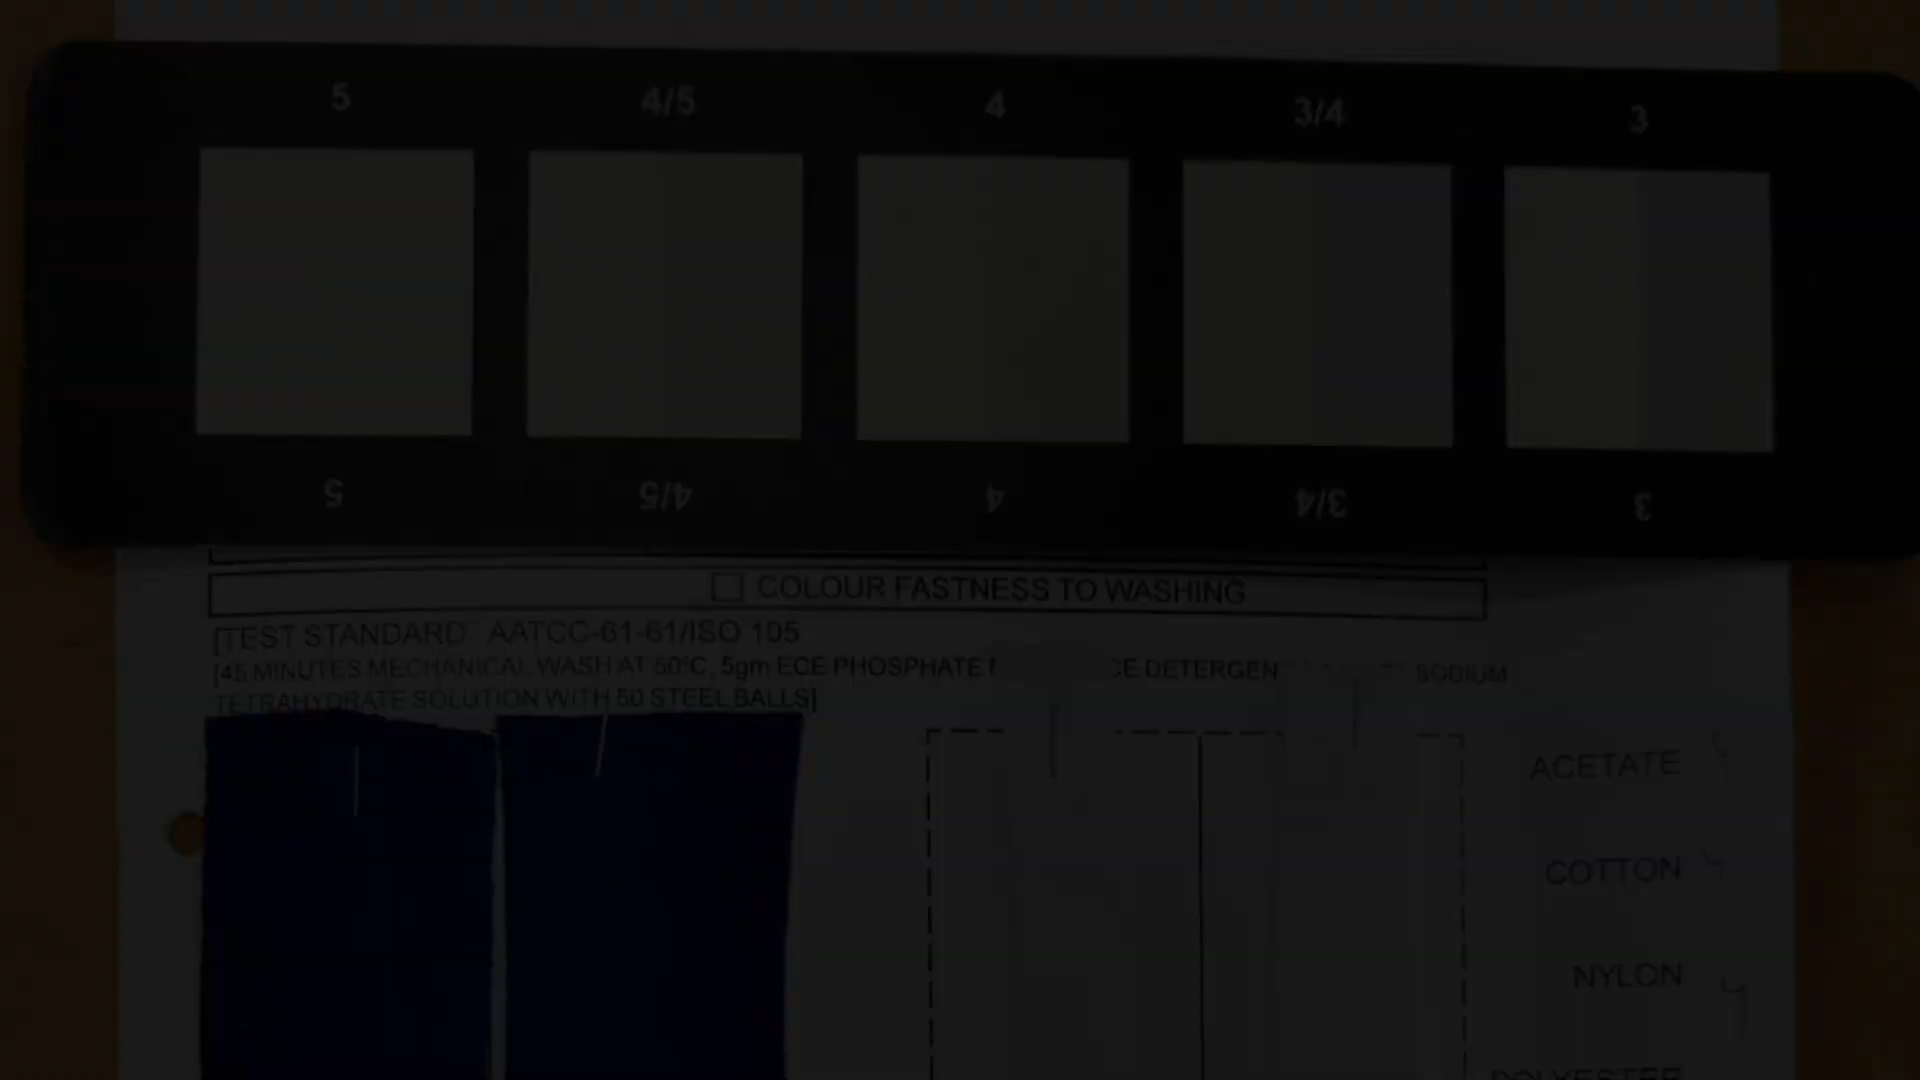 5 4/5 4 3/4 3
5 4/5 4 3/4 3
COLOUR FASTNESS TO WASHING
[TEST STANDARD AATCC-61-61/ISO 105
[45 MINUTES MECHANICAL WASH AT 50ºC, 5gm ECE PHOSPHATE CE DETERGEN SODIUM
TETRAHYDRATE SOLUTION WITH 50 STEEL BALLS]
ACETATE
COTTON
NYLON
POLYESTER